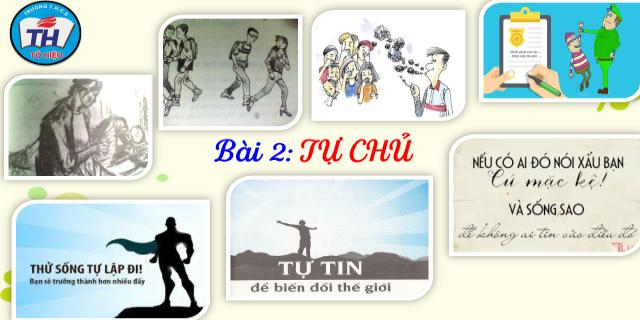 TRƯỜNG T.H.C.S
TH
TÔ HIỆU
Bài 2: TỰ CHỦ
NẾU CÓ AI ĐÓ NÓI XẤU BẠN
Cứ mặc kệ!
VÀ SỐNG SAO
để không ai tin vào điều đó
THỬ SỐNG TỰ LẬP ĐI!
Bạn sẽ trưởng thành hơn nhiều đấy
TỰ TIN
để biến đổi thế giới